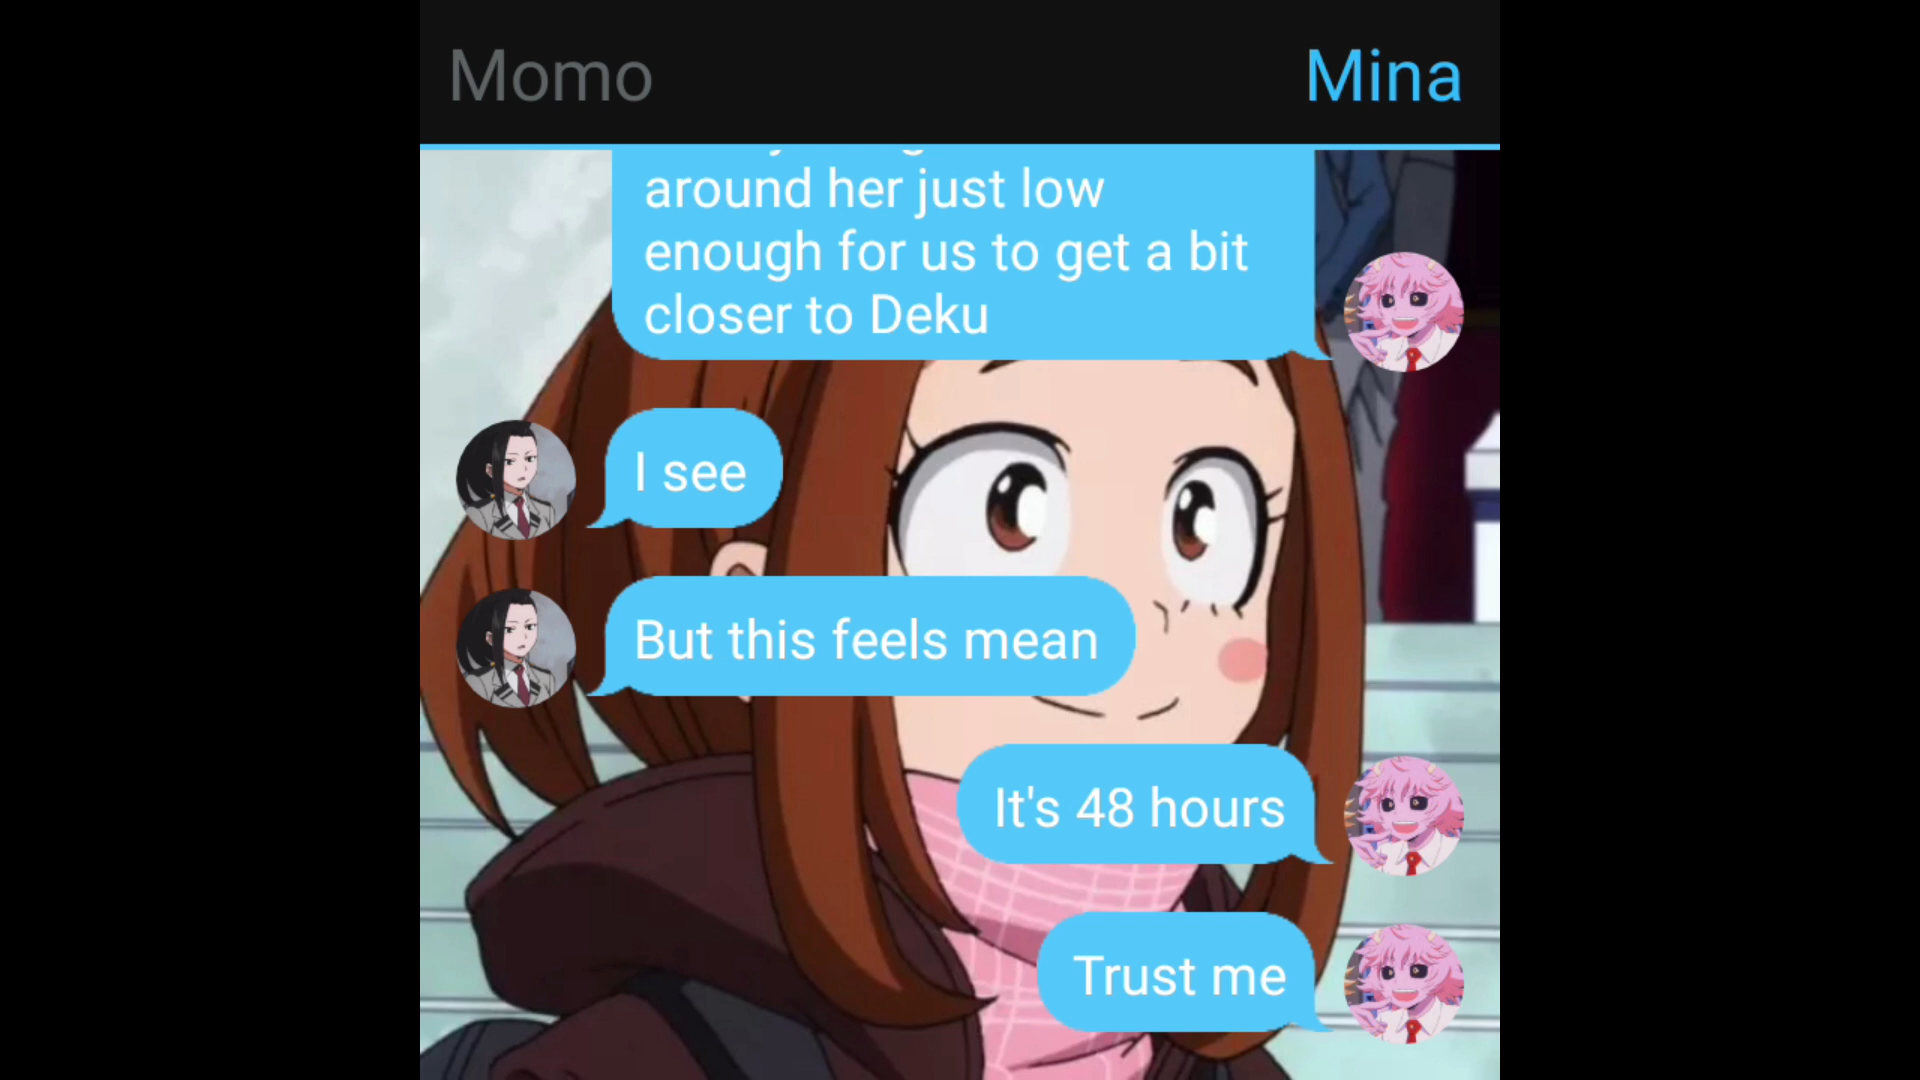 Momo
Mina
around her just low
enough for us to get a bit
closer to Deku
I see
But this feels mean
It's 48 hours
Trust me